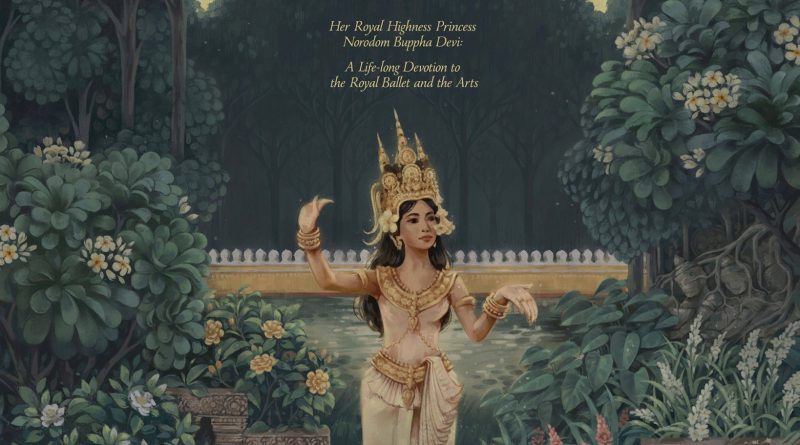 Her Royal Highness Princess
Norodom Buppha Devi:
A Life-long Devotion to
the Royal Ballet and the Arts